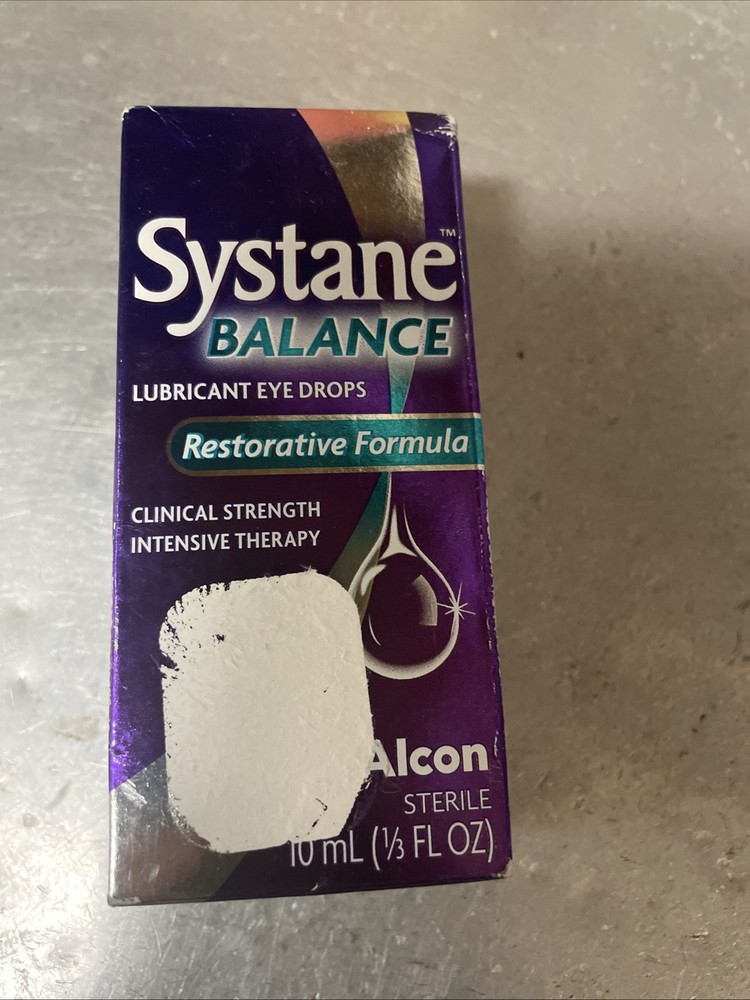 Systane™
BALANCE
LUBRICANT EYE DROPS
Restorative Formula
CLINICAL STRENGTH
INTENSIVE THERAPY
Alcon
STERILE
10 mL (⅓ FL OZ)